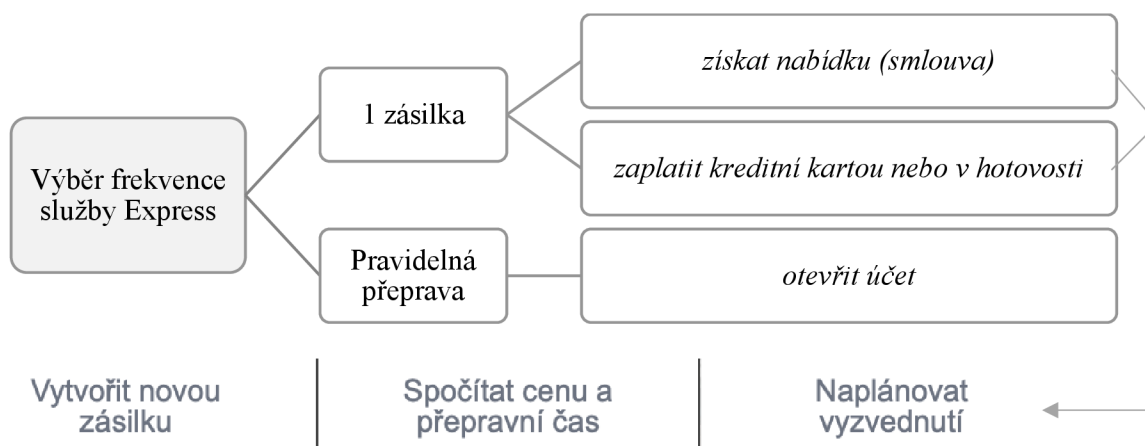 získat nabídku (smlouva)
1 zásilka
zaplatit kreditní kartou nebo v hotovosti
Výběr frekvence
služby Express
Pravidelná
přeprava
otevřit účet
Vytvořit novou
zásilku
Spočítat cenu a
přepravní čas
Naplánovat
vyzvednutí